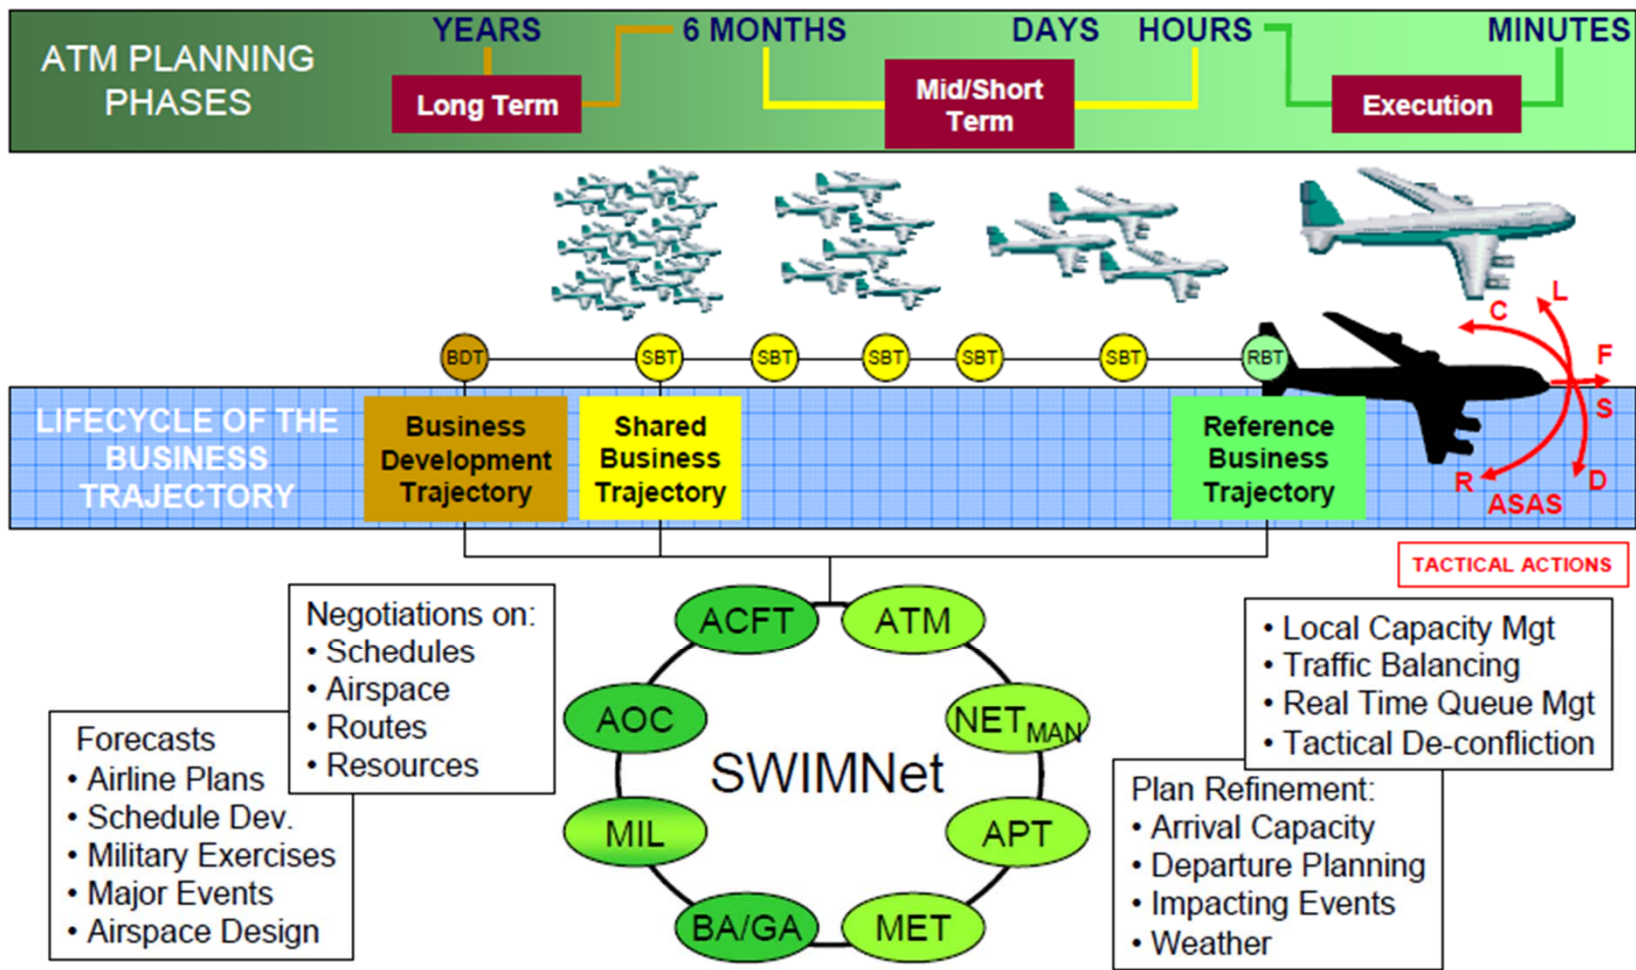 ATM PLANNING
PHASES
YEARS
6 MONTHS
DAYS
HOURS
MINUTES
Long Term
Mid/Short
Term
Execution
BDT
SBT
SBT
SBT
SBT
SBT
RBT
C
L
F
S
R
D
ASAS
LIFECYCLE OF THE
BUSINESS
TRAJECTORY
Business
Development
Trajectory
Shared
Business
Trajectory
Reference
Business
Trajectory
TACTICAL ACTIONS
Forecasts
• Airline Plans
• Schedule Dev.
• Military Exercises
• Major Events
• Airspace Design
Negotiations on:
• Schedules
• Airspace
• Routes
• Resources
ACFT
ATM
AOC
NET MAN
SWIMNet
MIL
APT
BA/GA
MET
Plan Refinement:
• Arrival Capacity
• Departure Planning
• Impacting Events
• Weather
• Local Capacity Mgt
• Traffic Balancing
• Real Time Queue Mgt
• Tactical De-confliction